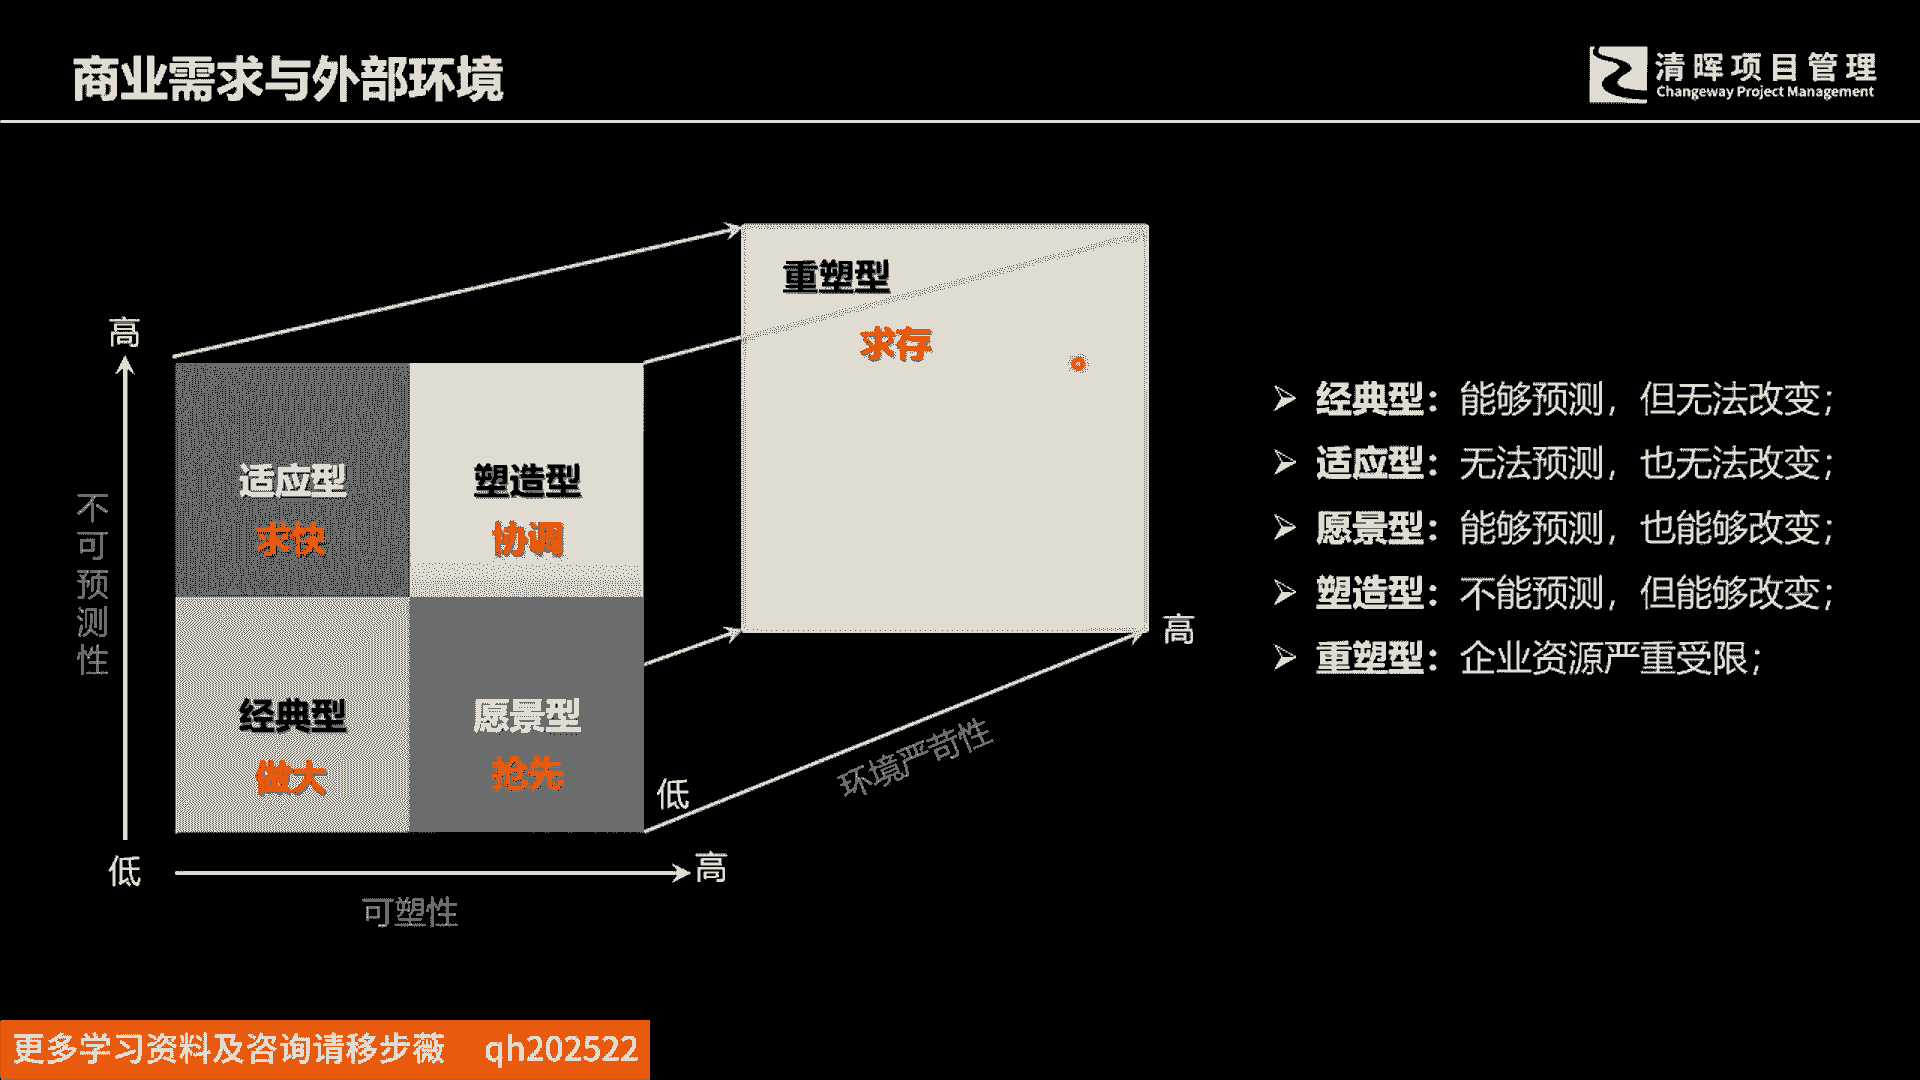 商业需求与外部环境
清晖项目管理
Changeway Project Management
高
不可预测性
低
适应型
求快
塑造型
协调
经典型
做大
愿景型
抢先
低
高
可塑性
重塑型
求存
高
环境严苛性
经典型：能够预测，但无法改变；
适应型：无法预测，也无法改变；
愿景型：能够预测，也能够改变；
塑造型：不能预测，但能够改变；
重塑型：企业资源严重受限；
更多学习资料及咨询请移步薇 qh202522